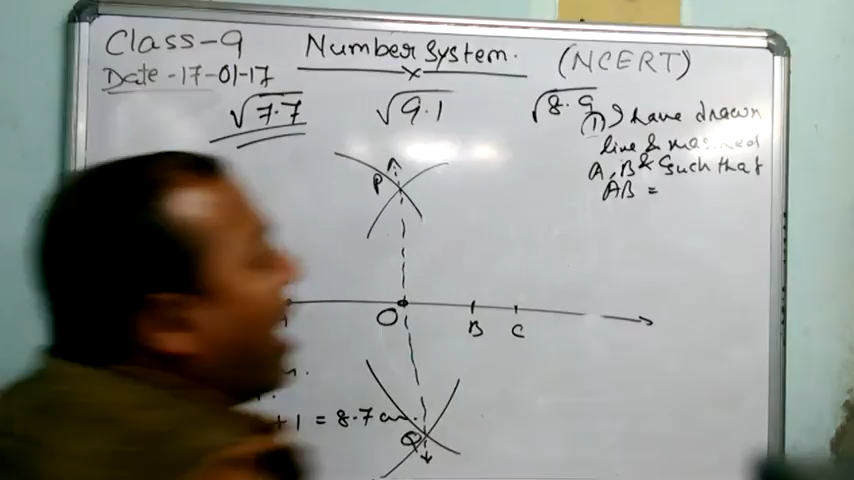 Class-9
Number System.
(NCERT)
Date-17-01-17
√7.7
√9.1
√8.9
(1) I have drawn
line &
A, B & C such that
AB =
P
O
B
C
+1 = 8.7 cm.
Q